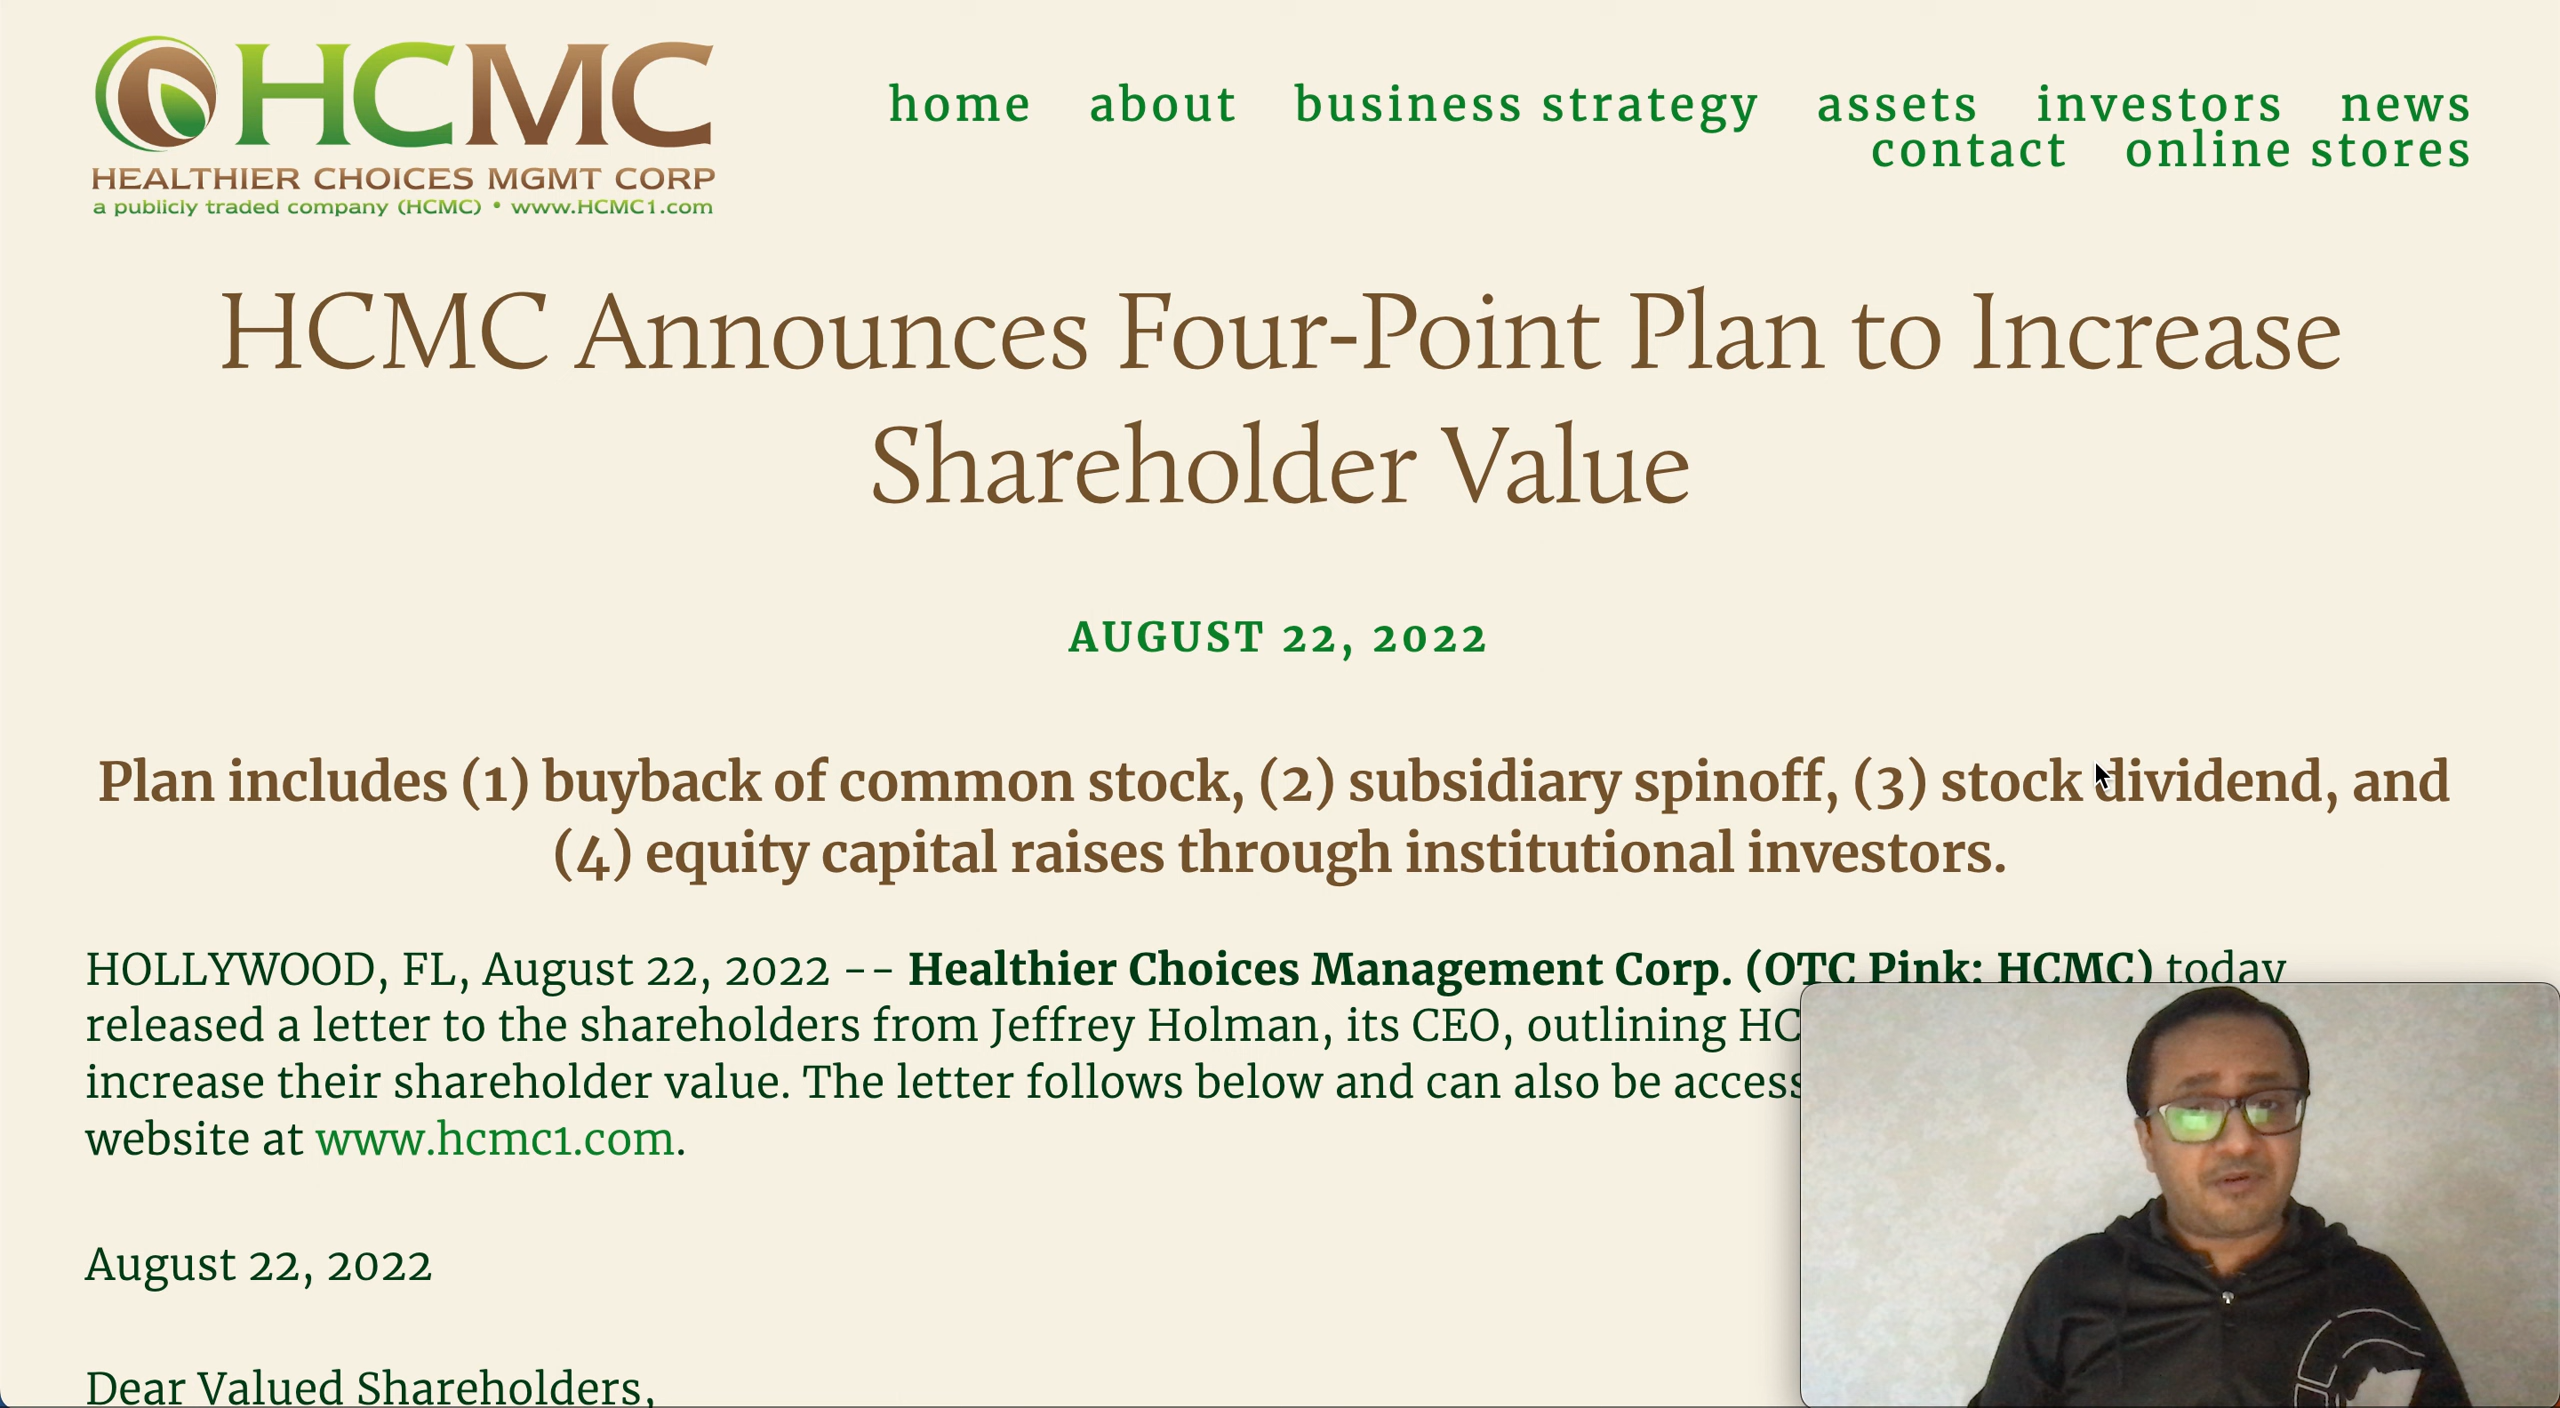 HCMC
HEALTHIER CHOICES MGMT CORP
a publicly traded company (HCMC) • www.HCMC1.com
home about business strategy assets investors news
contact online stores
HCMC Announces Four-Point Plan to Increase
Shareholder Value
AUGUST 22, 2022
Plan includes (1) buyback of common stock, (2) subsidiary spinoff, (3) stock dividend, and
(4) equity capital raises through institutional investors.
HOLLYWOOD, FL, August 22, 2022 -- Healthier Choices Management Corp. (OTC Pink: HCMC) today
released a letter to the shareholders from Jeffrey Holman, its CEO, outlining
increase their shareholder value. The letter follows below and can also be
website at www.hcmc1.com.
August 22, 2022
Dear Valued Shareholders,